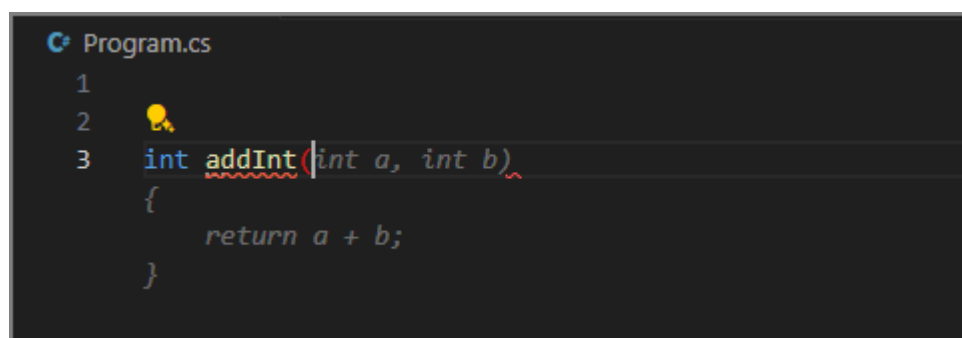 C# Program.cs
1
2
3 int addInt(int a, int b)
{
return a + b;
}